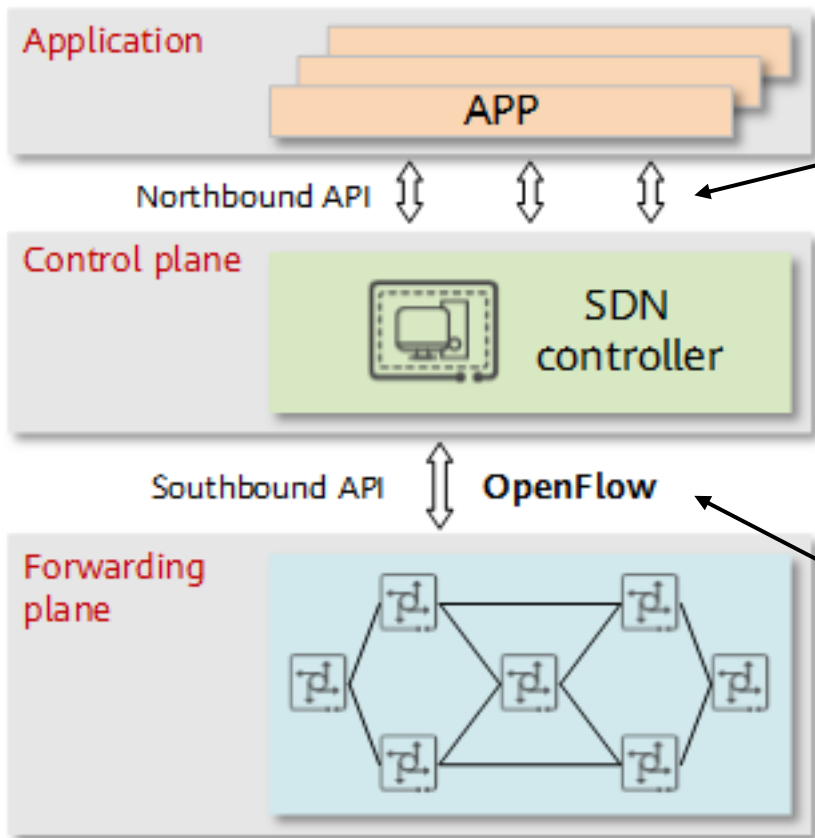 Application
APP
Northbound API
Control plane
SDN
controller
Southbound API OpenFlow
Forwarding
plane